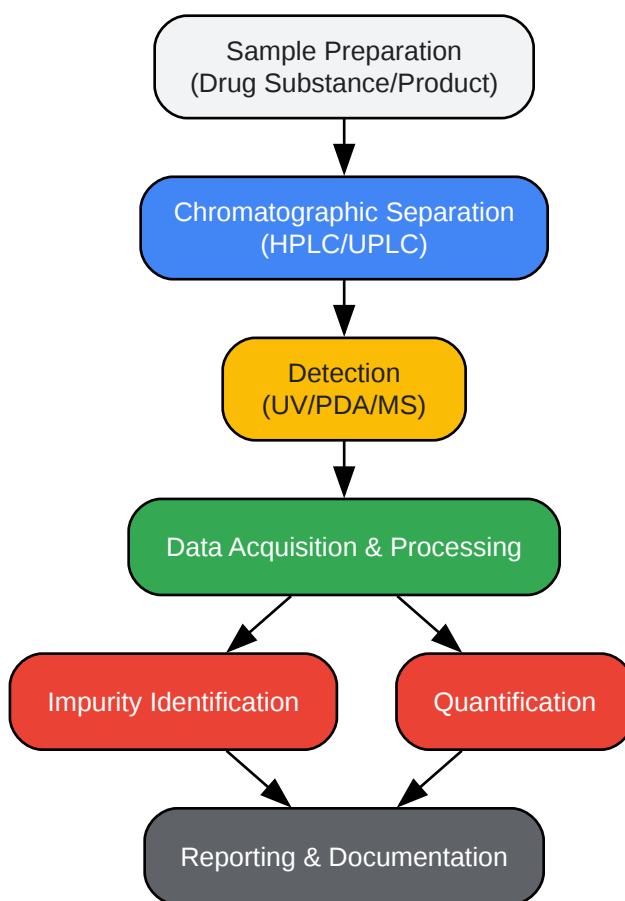 Sample Preparation
(Drug Substance/Product)
Chromatographic Separation
(HPLC/UPLC)
Detection
(UV/PDA/MS)
Data Acquisition & Processing
Impurity Identification
Quantification
Reporting & Documentation